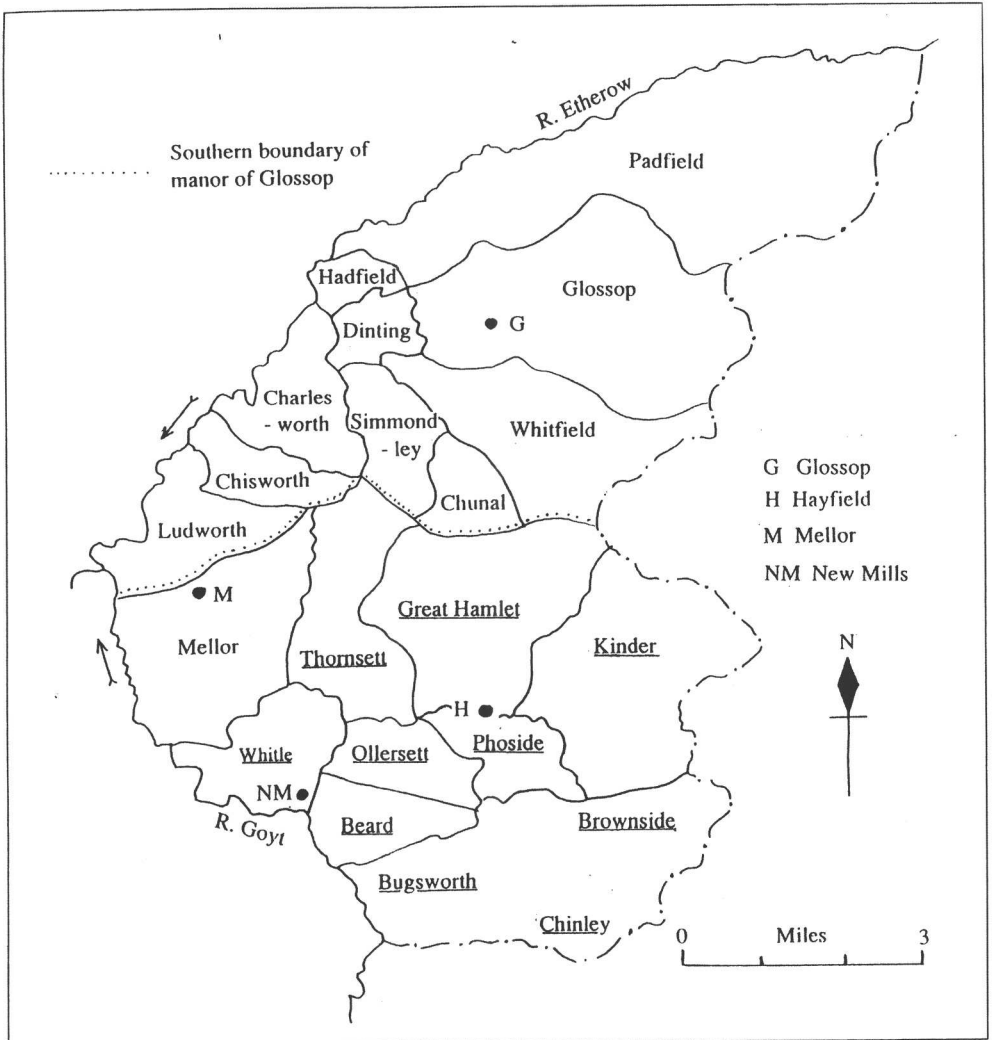 R. Etherow
Southern boundary of
manor of Glossop
Padfield
Hadfield
Glossop
Dinting
G
Charles
- worth
Simmond
- ley
Whitfield
Chisworth
Chunal
Ludworth
G Glossop
H Hayfield
M Mellor
NM New Mills
M
Great Hamlet
Mellor
Thornsett
Kinder
N
H
Phoside
Whitle
Ollersett
NM
R. Goyt
Beard
Brownside
Bugsworth
Chinley
0 Miles 3